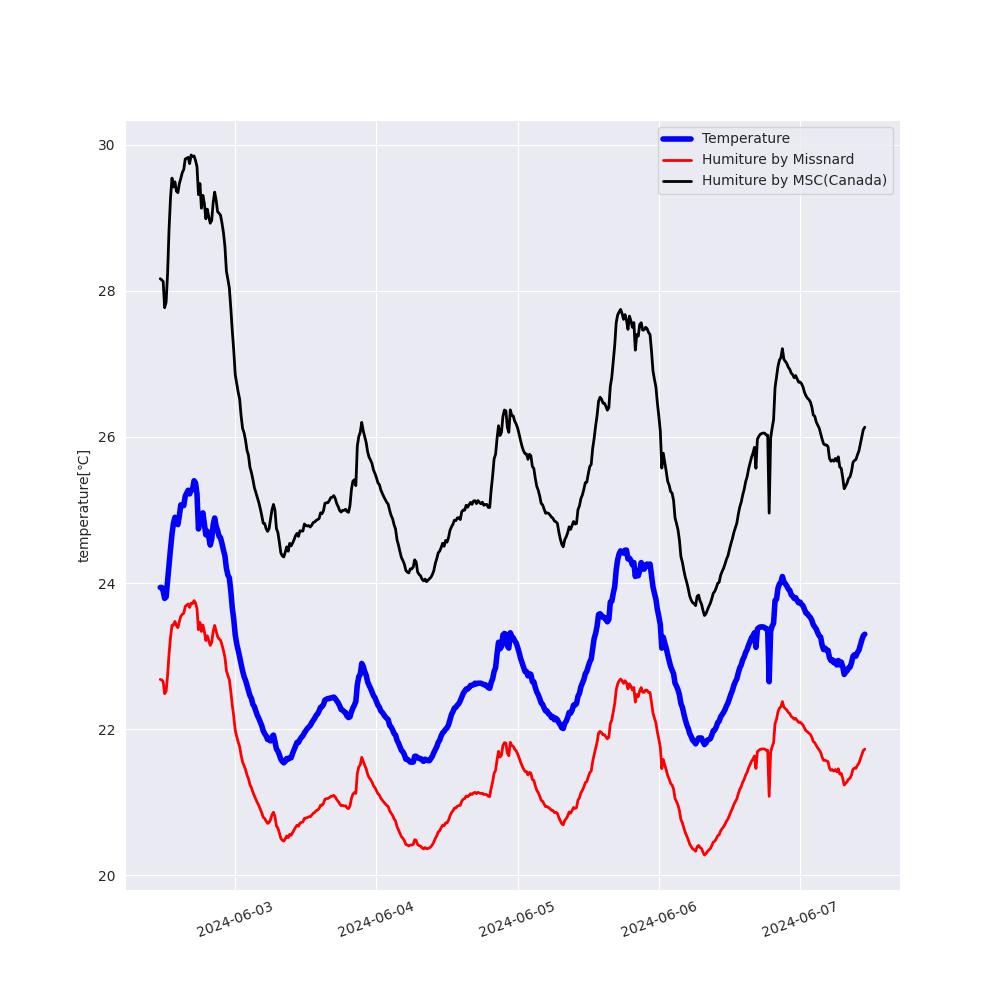 Temperature
Humiture by Missnard
Humiture by MSC(Canada)
temperature[℃]
30
28
26
24
22
20
2024-06-03
2024-06-04
2024-06-05
2024-06-06
2024-06-07